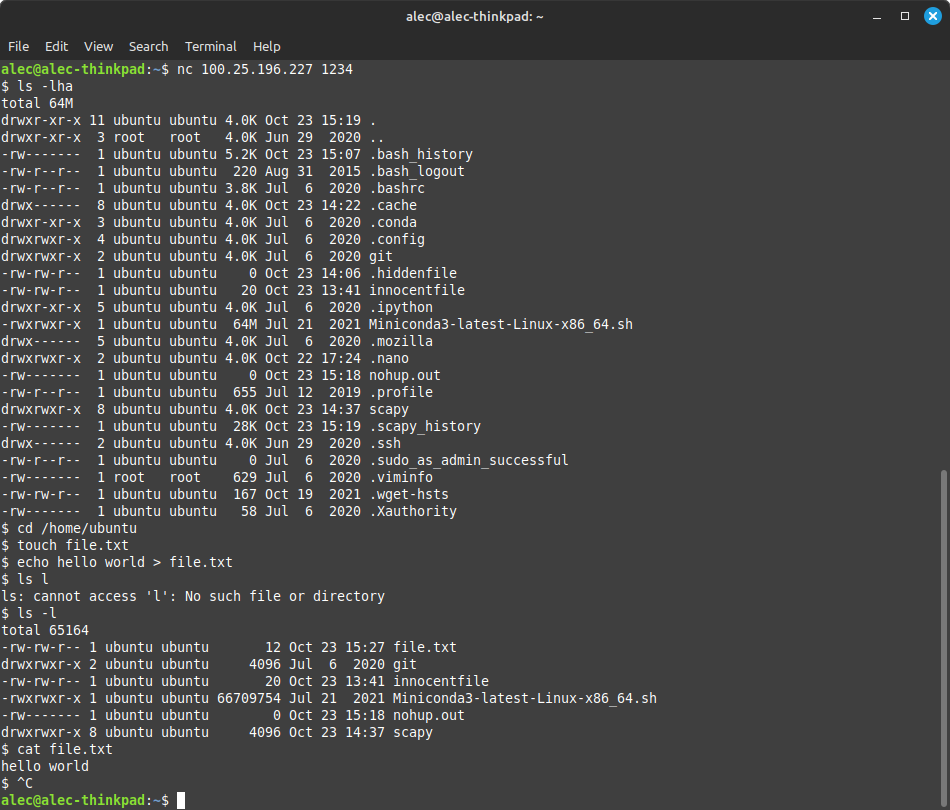 alec@alec-thinkpad: ~
File Edit View Search Terminal Help
alec@alec-thinkpad:~$ nc 100.25.196.227 1234
$ ls -lha
total 64M
drwxr-xr-x 11 ubuntu ubuntu 4.0K Oct 23 15:19 .
drwxr-xr-x  3 root   root   4.0K Jun 29  2020 ..
-rw-------  1 ubuntu ubuntu 5.2K Oct 23 15:07 .bash_history
-rw-r--r--  1 ubuntu ubuntu  220 Aug 31  2015 .bash_logout
-rw-r--r--  1 ubuntu ubuntu 3.8K Jul  6  2020 .bashrc
drwx------  8 ubuntu ubuntu 4.0K Oct 23 14:22 .cache
drwxr-xr-x  3 ubuntu ubuntu 4.0K Jul  6  2020 .conda
drwxrwxr-x  4 ubuntu ubuntu 4.0K Jul  6  2020 .config
drwxrwxr-x  2 ubuntu ubuntu 4.0K Jul  6  2020 git
-rw-rw-r--  1 ubuntu ubuntu    0 Oct 23 14:06 .hiddenfile
-rw-rw-r--  1 ubuntu ubuntu   20 Oct 23 13:41 innocentfile
drwxr-xr-x  5 ubuntu ubuntu 4.0K Jul  6  2020 .ipython
-rwxrwxr-x  1 ubuntu ubuntu  64M Jul 21  2021 Miniconda3-latest-Linux-x86_64.sh
drwx------  5 ubuntu ubuntu 4.0K Jul  6  2020 .mozilla
drwxrwxr-x  2 ubuntu ubuntu 4.0K Oct 22 17:24 .nano
-rw-------  1 ubuntu ubuntu    0 Oct 23 15:18 nohup.out
-rw-r--r--  1 ubuntu ubuntu  655 Jul 12  2019 .profile
drwxrwxr-x  8 ubuntu ubuntu 4.0K Oct 23 14:37 scapy
-rw-------  1 ubuntu ubuntu  28K Oct 23 15:19 .scapy_history
drwx------  2 ubuntu ubuntu 4.0K Jun 29  2020 .ssh
-rw-r--r--  1 ubuntu ubuntu    0 Jul  6  2020 .sudo_as_admin_successful
-rw-------  1 root   root    629 Jul  6  2020 .viminfo
-rw-rw-r--  1 ubuntu ubuntu  167 Oct 19  2021 .wget-hsts
-rw-------  1 ubuntu ubuntu   58 Jul  6  2020 .Xauthority
$ cd /home/ubuntu
$ touch file.txt
$ echo hello world > file.txt
$ ls l
ls: cannot access 'l': No such file or directory
$ ls -l
total 65164
-rw-rw-r-- 1 ubuntu ubuntu       12 Oct 23 15:27 file.txt
drwxrwxr-x 2 ubuntu ubuntu     4096 Jul  6  2020 git
-rw-rw-r-- 1 ubuntu ubuntu       20 Oct 23 13:41 innocentfile
-rwxrwxr-x 1 ubuntu ubuntu 66709754 Jul 21  2021 Miniconda3-latest-Linux-x86_64.sh
-rw------- 1 ubuntu ubuntu        0 Oct 23 15:18 nohup.out
drwxrwxr-x 8 ubuntu ubuntu     4096 Oct 23 14:37 scapy
$ cat file.txt
hello world
$ ^C
alec@alec-thinkpad:~$